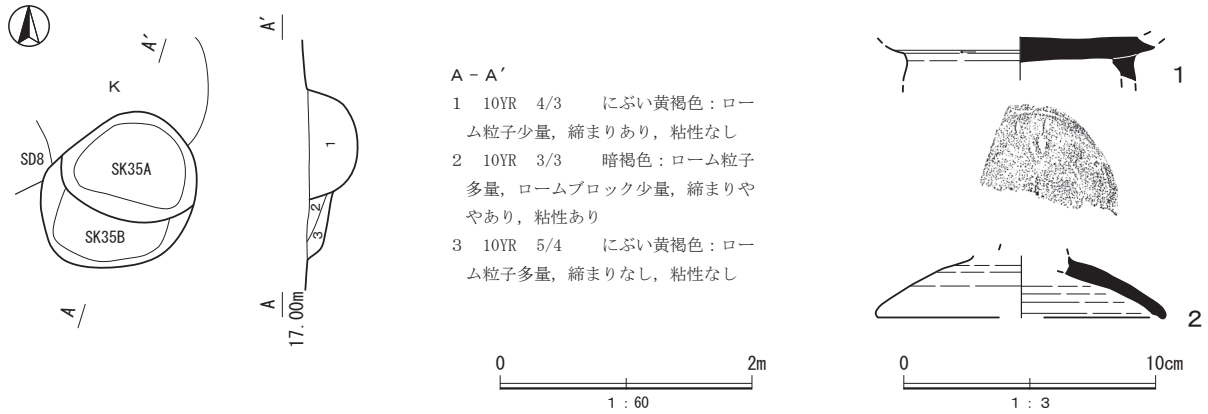 A′
K
SD8
SK35A
SK35B
A
A′
1
2
3
A
17.00m
A－A′
1　10YR　4/3　　にぶい黄褐色：ロー
ム粒子少量，締まりあり，粘性なし
2　10YR　3/3　　暗褐色：ローム粒子
多量，ロームブロック少量，締まりや
やあり，粘性あり
3　10YR　5/4　　にぶい黄褐色：ロー
ム粒子多量，締まりなし，粘性なし
0　2m
1：60
1
2
0　10cm
1：3